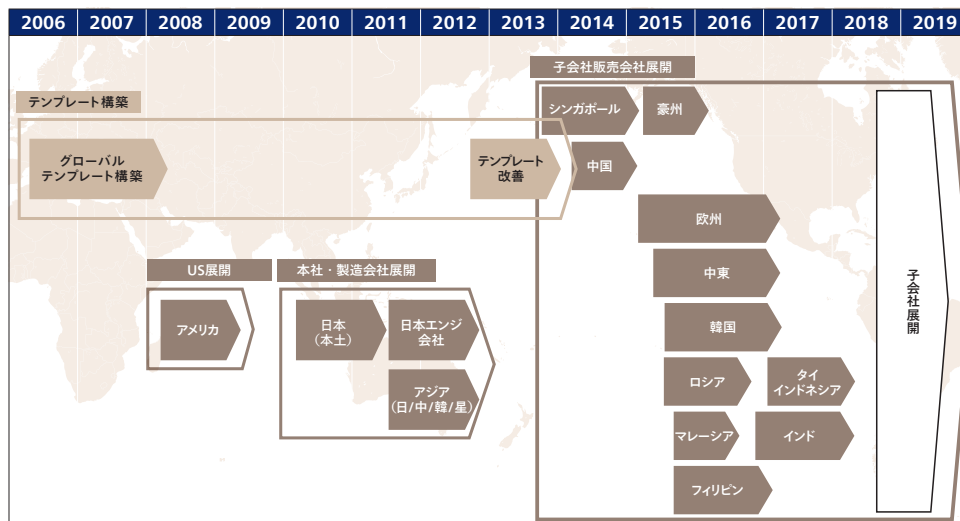 2006 2007 2008 2009 2010 2011 2012 2013 2014 2015 2016 2017 2018 2019
子会社販売会社展開
テンプレート構築
シンガポール
豪州
グローバル
テンプレート構築
テンプレート
改善
中国
欧州
US展開
本社・製造会社展開
中東
アメリカ
日本
(本土)
日本エンジ
会社
韓国
アジア
(日/中/韓/星)
ロシア
タイ
インドネシア
マレーシア
インド
フィリピン
子会社展開